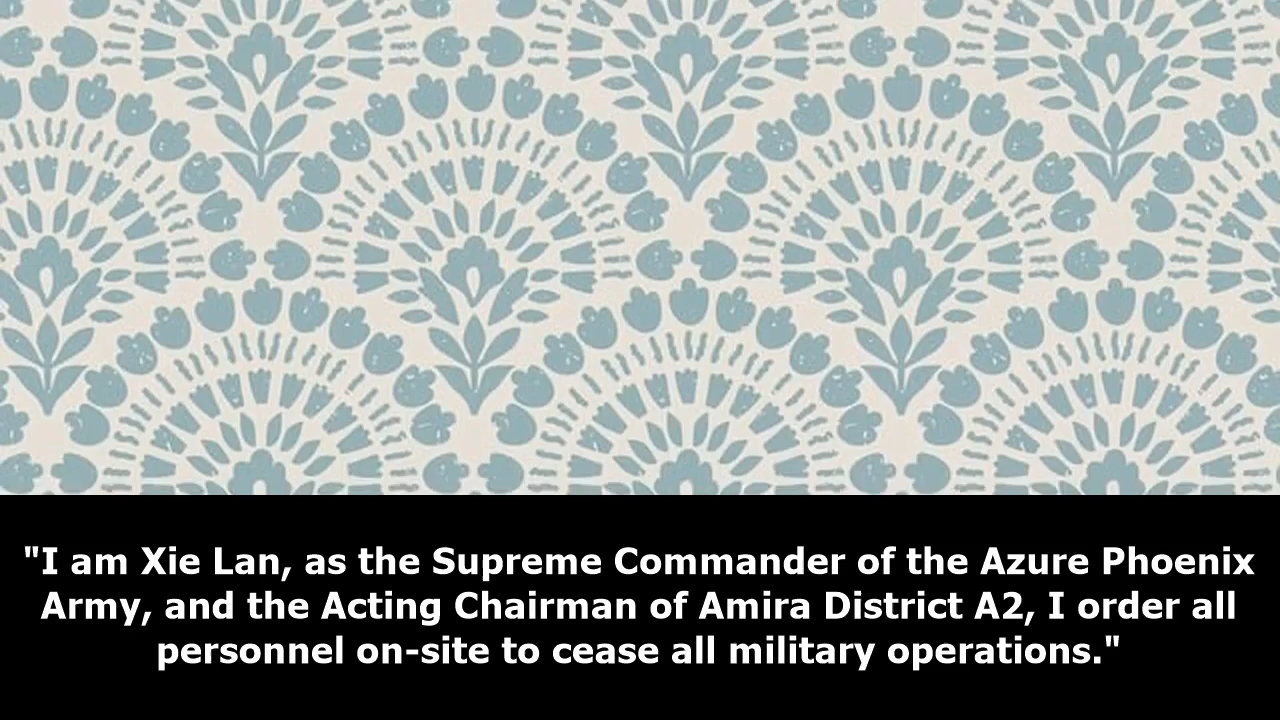 "I am Xie Lan, as the Supreme Commander of the Azure Phoenix
Army, and the Acting Chairman of Amira District A2, I order all
personnel on-site to cease all military operations."